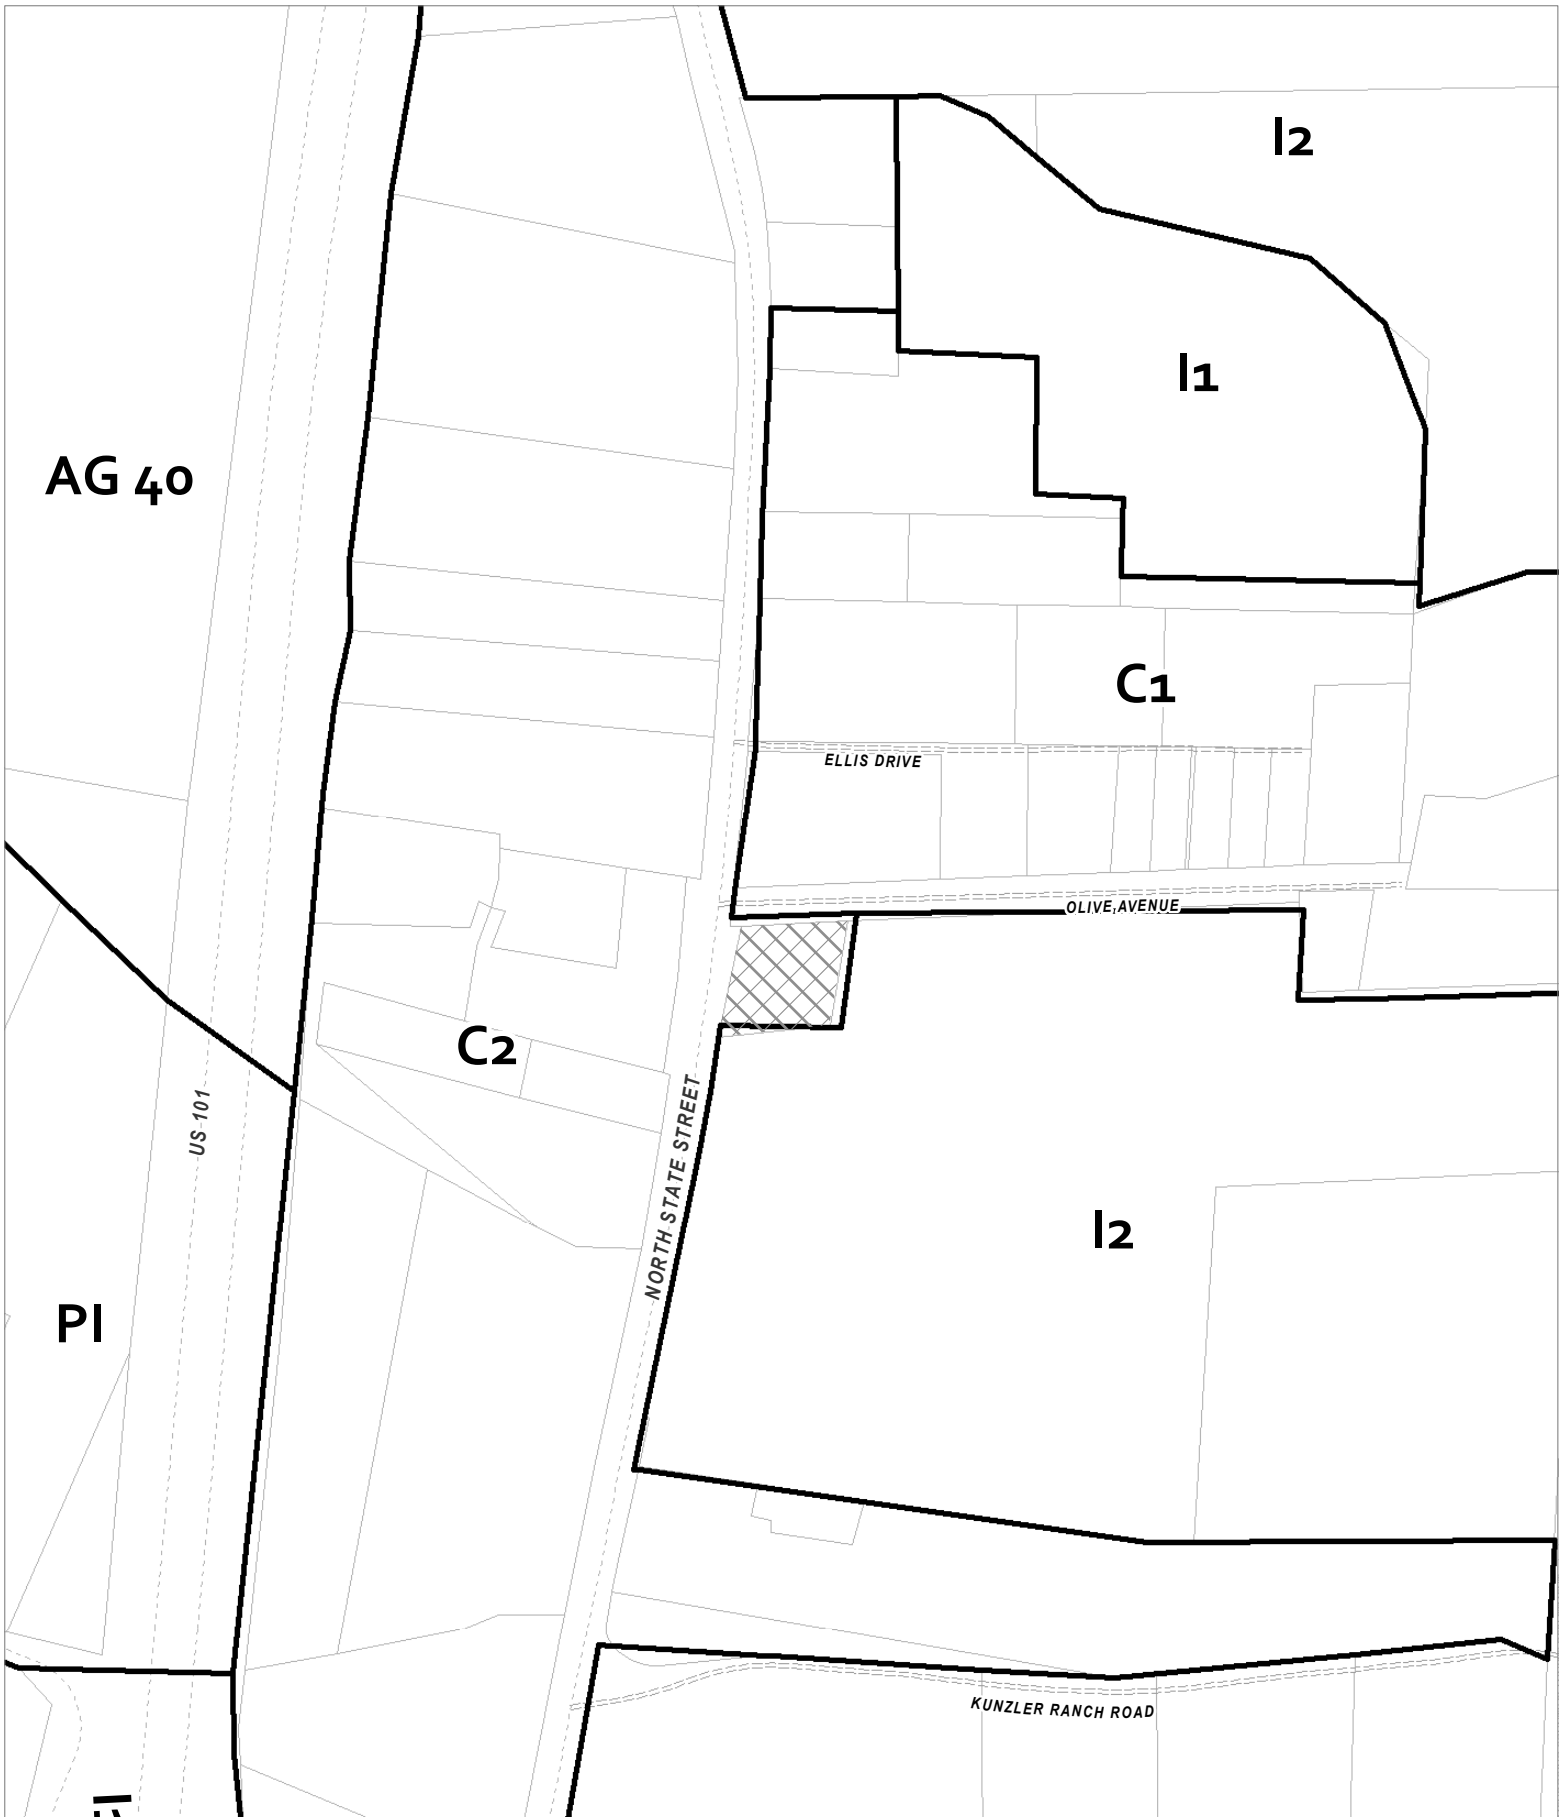 I2
I1
AG 40
C1
ELLIS DRIVE
OLIVE AVENUE
C2
US 101
NORTH STATE STREET
I2
PI
KUNZLER RANCH ROAD